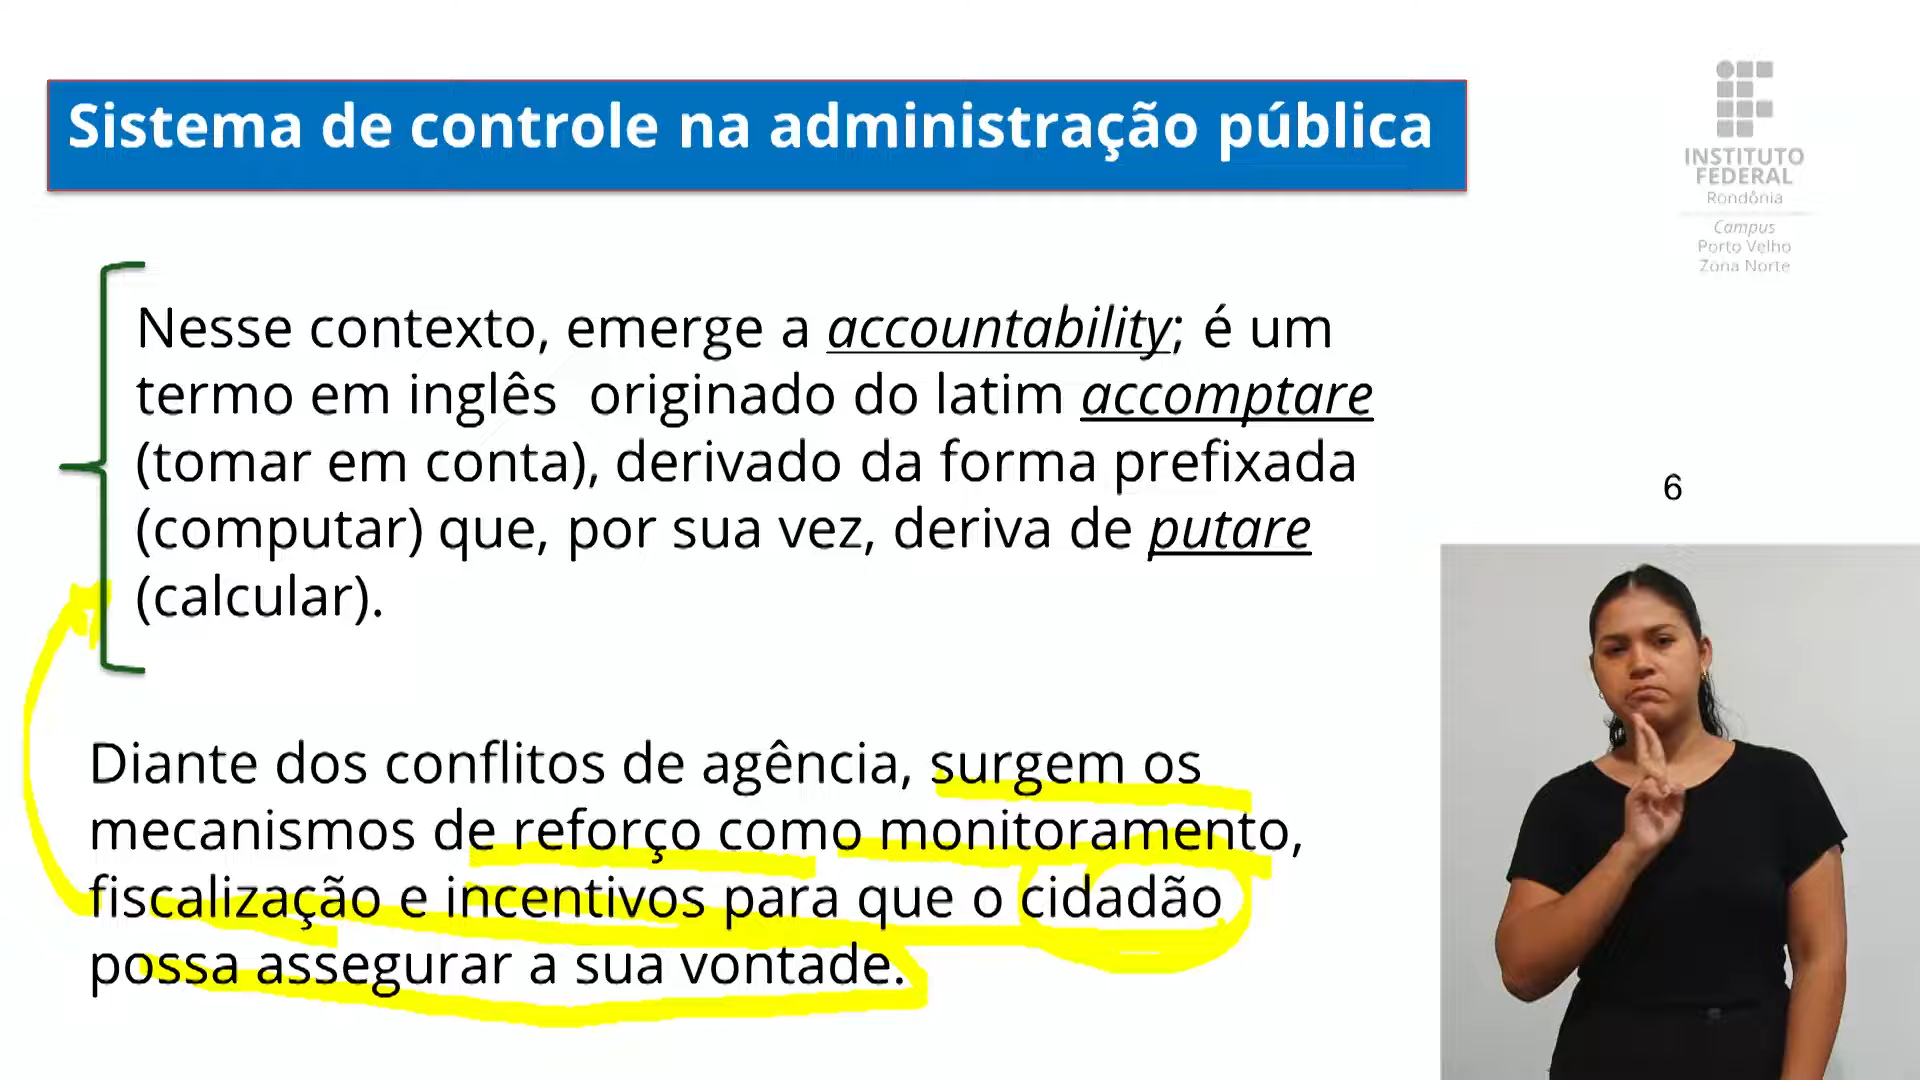 Sistema de controle na administração pública
INSTITUTO
FEDERAL
Rondônia
Campus
Porto Velho
Zona Norte
Nesse contexto, emerge a accountability; é um
termo em inglês originado do latim accomptare
(tomar em conta), derivado da forma prefixada
(computar) que, por sua vez, deriva de putare
(calcular).
6
Diante dos conflitos de agência, surgem os
mecanismos de reforço como monitoramento,
fiscalização e incentivos para que o cidadão
possa assegurar a sua vontade.